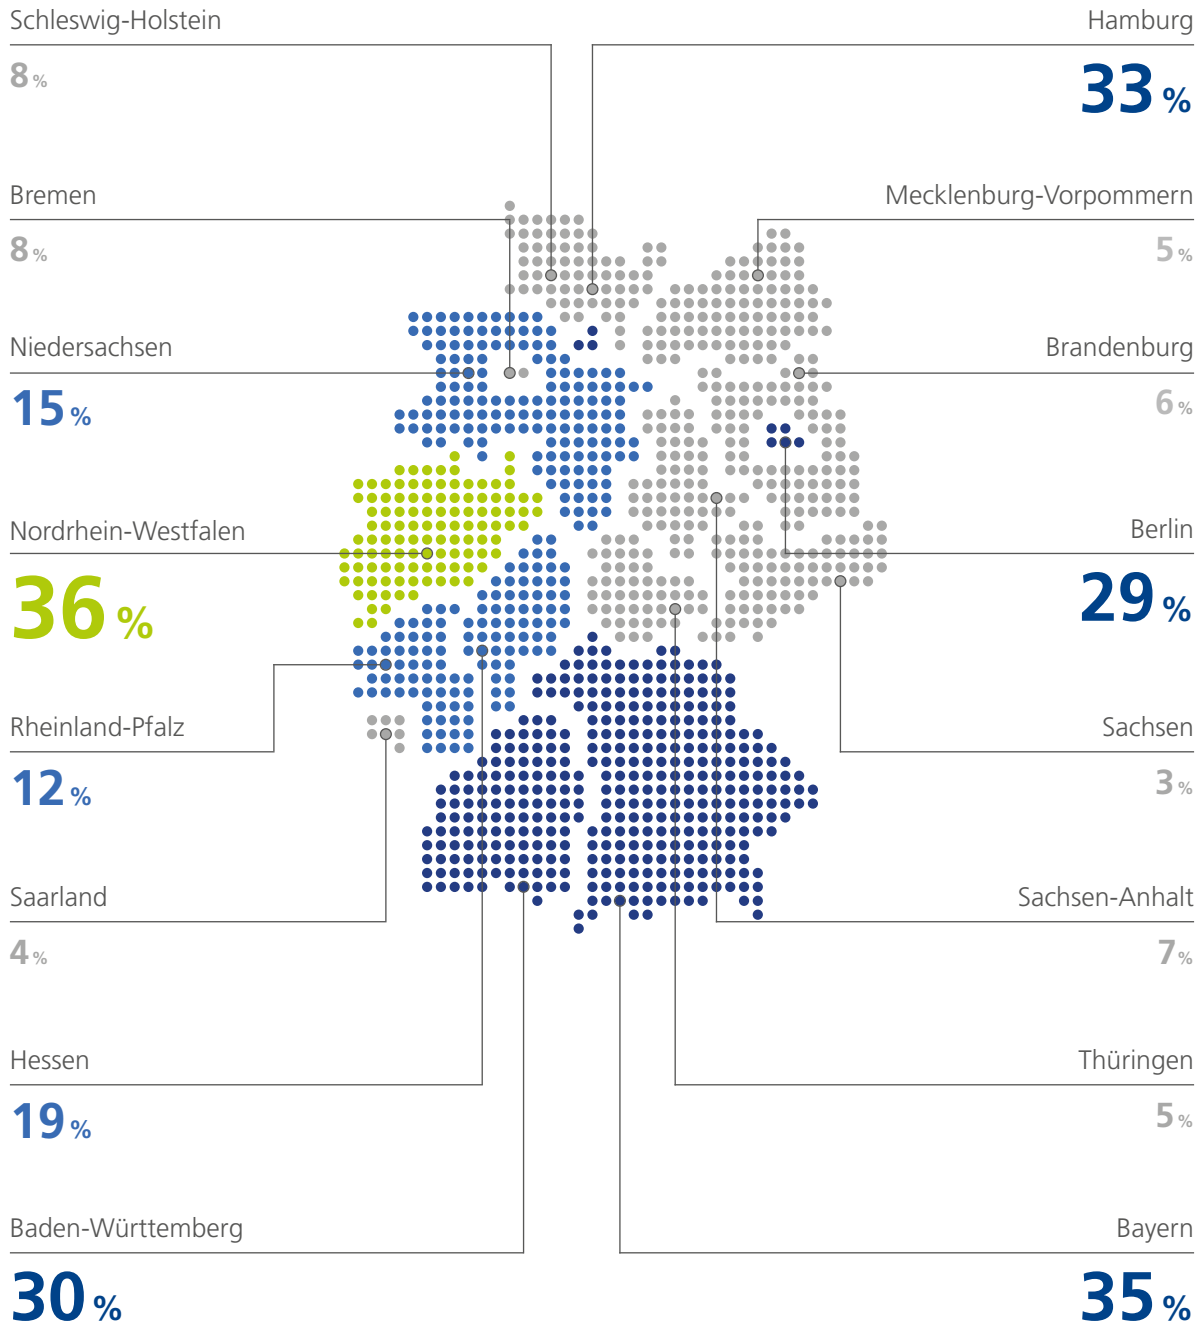 Schleswig-Holstein
8 %
Hamburg
33 %
Bremen
8 %
Mecklenburg-Vorpommern
5 %
Niedersachsen
15 %
Brandenburg
6 %
Nordrhein-Westfalen
36 %
Berlin
29 %
Rheinland-Pfalz
12 %
Sachsen
3 %
Saarland
4 %
Sachsen-Anhalt
7 %
Hessen
19 %
Thüringen
5 %
Baden-Württemberg
30 %
Bayern
35 %